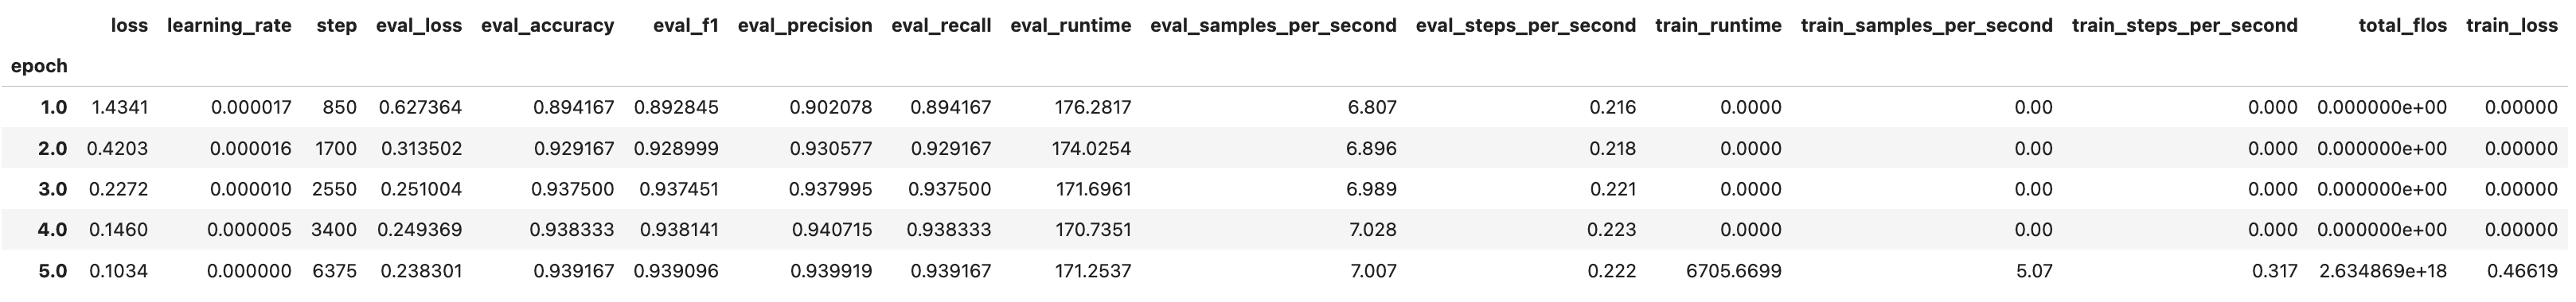 loss learning_rate step eval_loss eval_accuracy eval_f1 eval_precision eval_recall eval_runtime eval_samples_per_second eval_steps_per_second train_runtime train_samples_per_second train_steps_per_second total_flos train_loss
epoch
1.0 1.4341 0.000017 850 0.627364 0.894167 0.892845 0.902078 0.894167 176.2817 6.807 0.216 0.0000 0.00 0.000 0.000000e+00 0.00000
2.0 0.4203 0.000016 1700 0.313502 0.929167 0.928999 0.930577 0.929167 174.0254 6.896 0.218 0.0000 0.00 0.000 0.000000e+00 0.00000
3.0 0.2272 0.000010 2550 0.251004 0.937500 0.937451 0.937995 0.937500 171.6961 6.989 0.221 0.0000 0.00 0.000 0.000000e+00 0.00000
4.0 0.1460 0.000005 3400 0.249369 0.938333 0.938141 0.940715 0.938333 170.7351 7.028 0.223 0.0000 0.00 0.000 0.000000e+00 0.00000
5.0 0.1034 0.000000 6375 0.238301 0.939167 0.939096 0.939919 0.939167 171.2537 7.007 0.222 6705.6699 5.07 0.317 2.634869e+18 0.46619